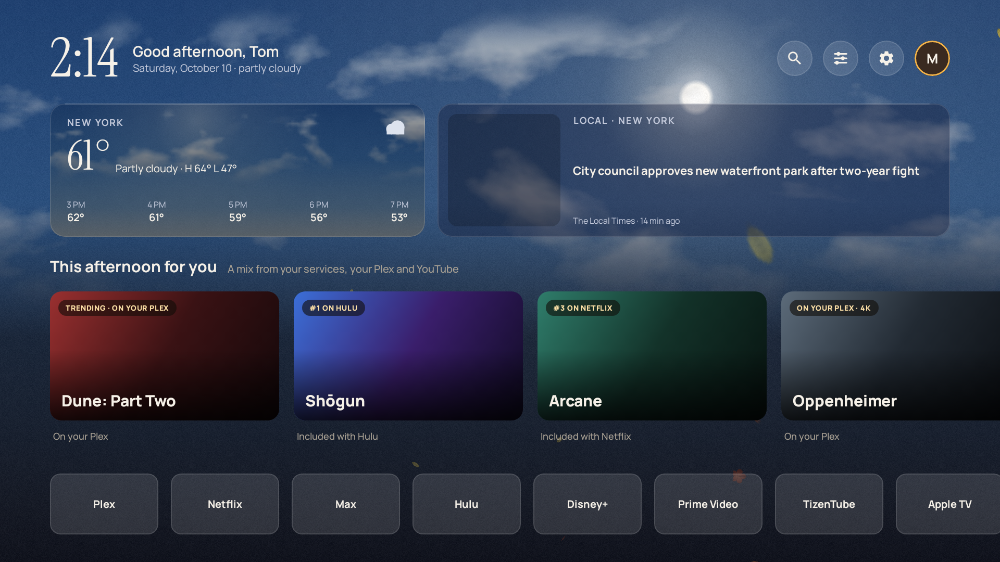 2:14
Good afternoon, Tom
Saturday, October 10 · partly cloudy
M
NEW YORK
61°
Partly cloudy · H 64° L 47°
3 PM 4 PM 5 PM 6 PM 7 PM
62° 61° 59° 56° 53°
LOCAL · NEW YORK
City council approves new waterfront park after two-year fight
The Local Times · 14 min ago
This afternoon for you A mix from your services, your Plex and YouTube
TRENDING · ON YOUR PLEX
Dune: Part Two
On your Plex
#1 ON HULU
Shōgun
Included with Hulu
#3 ON NETFLIX
Arcane
Included with Netflix
ON YOUR PLEX · 4K
Oppenheimer
On your Plex
Plex
Netflix
Max
Hulu
Disney+
Prime Video
TizenTube
Apple TV